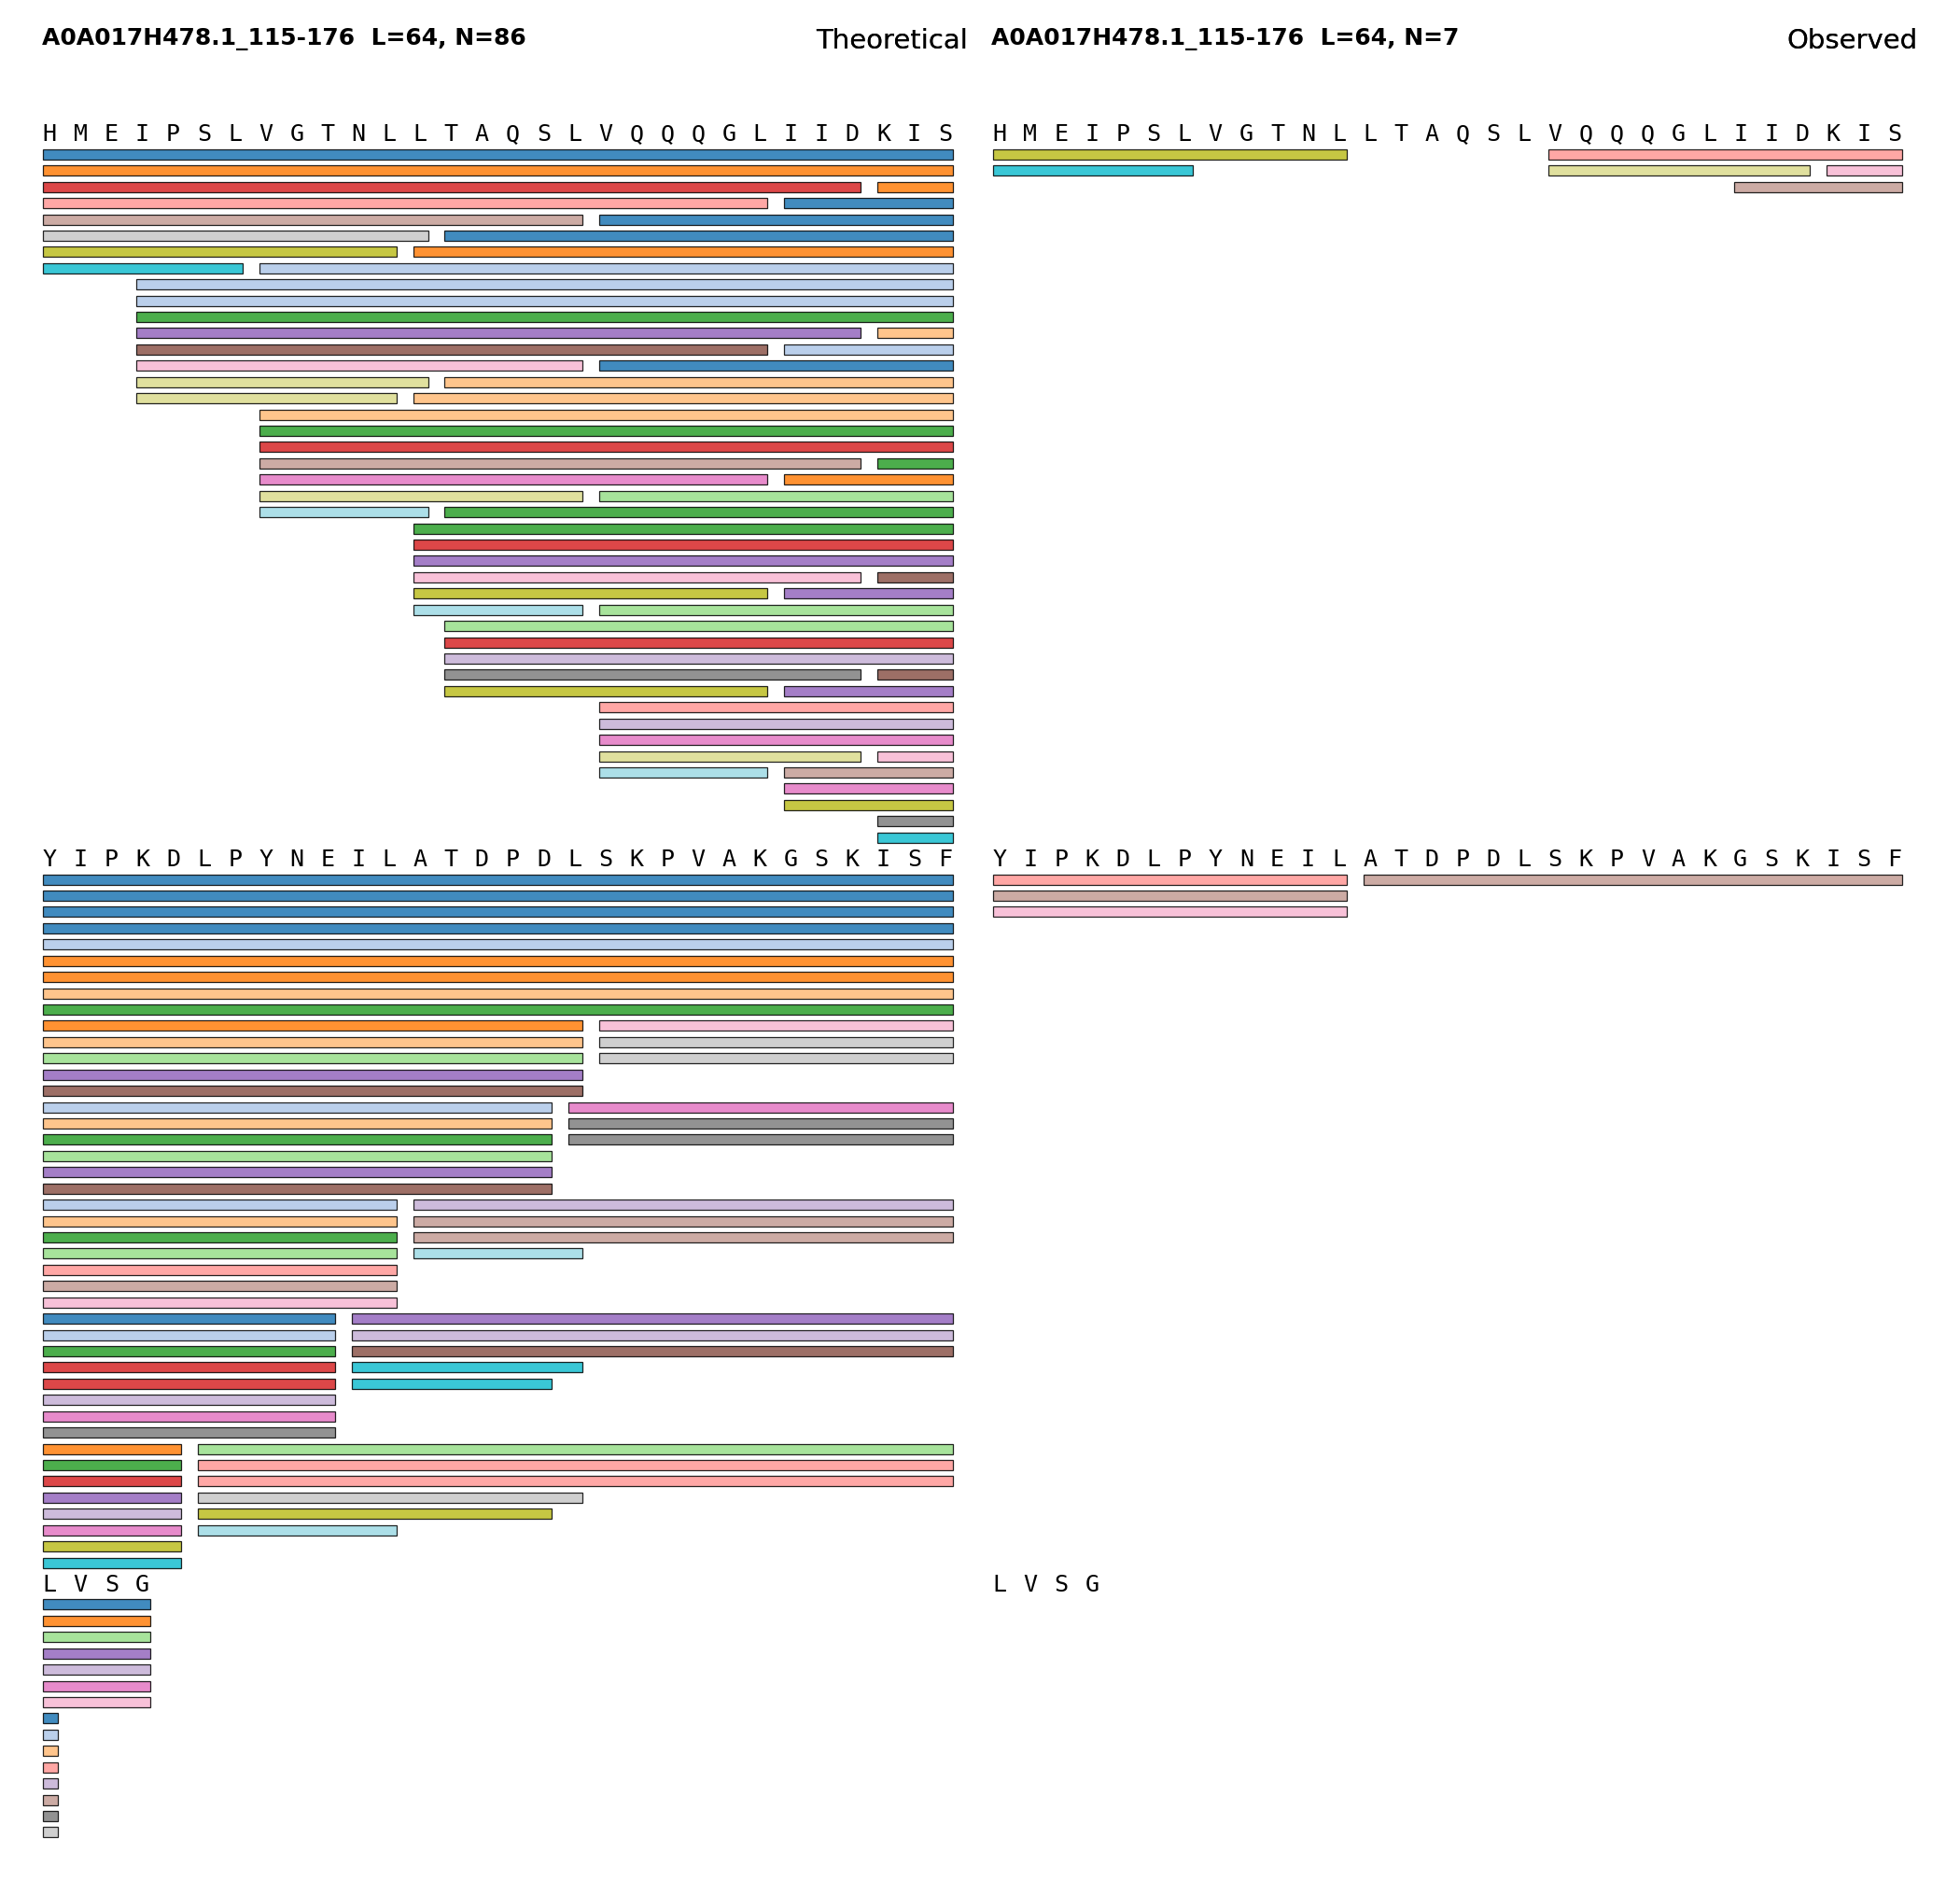 A0A017H478.1_115-176 L=64, N=86 Theoretical A0A017H478.1_115-176 L=64, N=7 Observed
H M E I P S L V G T N L L T A Q S L V Q Q Q G L I I D K I S H M E I P S L V G T N L L T A Q S L V Q Q Q G L I I D K I S
Y I P K D L P Y N E I L A T D P D L S K P V A K G S K I S F Y I P K D L P Y N E I L A T D P D L S K P V A K G S K I S F
L V S G L V S G